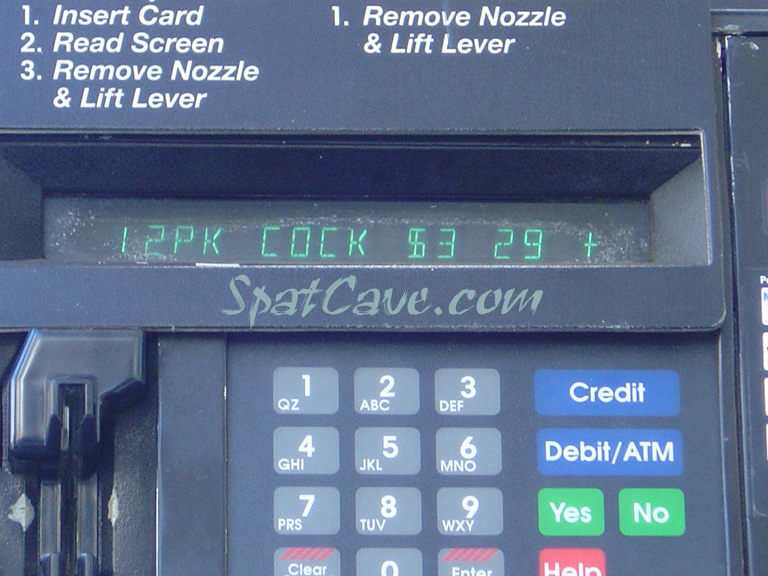 1. Insert Card
2. Read Screen
3. Remove Nozzle
& Lift Lever
1. Remove Nozzle
& Lift Lever
12PK COCK $3 29 +
SpatCave.com
1 QZ
2 ABC
3 DEF
Credit
4 GHI
5 JKL
6 MNO
Debit/ATM
7 PRS
8 TUV
9 WXY
Yes
No
Clear
0
Enter
Help